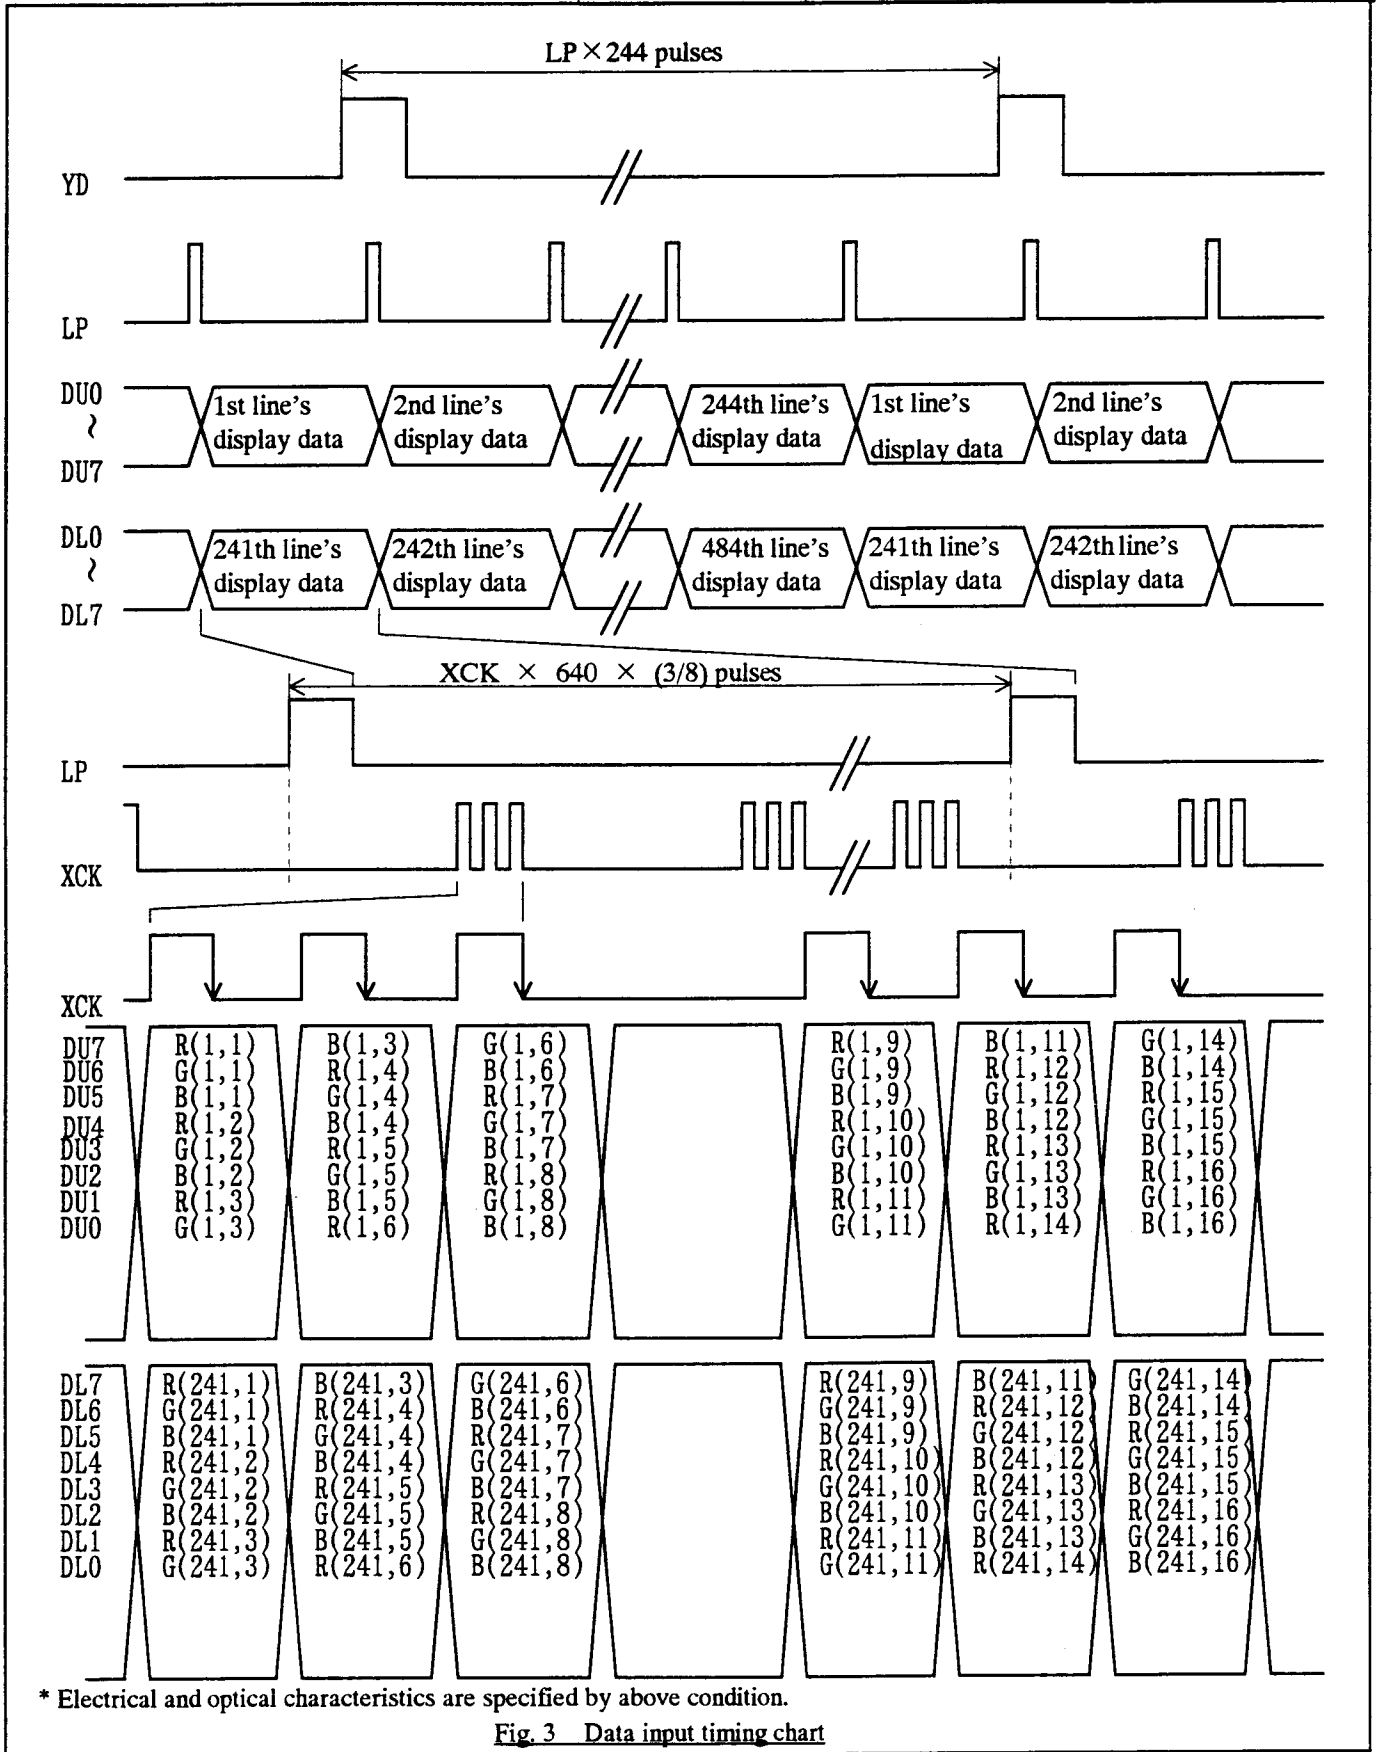 LP×244 pulses
YD
LP
DU0 ~ DU7
1st line's display data
2nd line's display data
244th line's display data
1st line's display data
2nd line's display data
DL0 ~ DL7
241th line's display data
242th line's display data
484th line's display data
241th line's display data
242th line's display data
XCK × 640 × (3/8) pulses
LP
XCK
XCK
DU7 R(1,1) B(1,3) G(1,6) R(1,9) B(1,11) G(1,14)
DU6 G(1,1) R(1,4) B(1,6) G(1,9) R(1,12) B(1,14)
DU5 B(1,1) G(1,4) R(1,7) B(1,9) G(1,12) R(1,15)
DU4 R(1,2) B(1,4) G(1,7) R(1,10) B(1,12) G(1,15)
DU3 G(1,2) R(1,5) B(1,7) G(1,10) R(1,13) B(1,15)
DU2 B(1,2) G(1,5) R(1,8) B(1,10) G(1,13) R(1,16)
DU1 R(1,3) B(1,5) G(1,8) R(1,11) B(1,13) G(1,16)
DU0 G(1,3) R(1,6) B(1,8) G(1,11) R(1,14) B(1,16)
DL7 R(241,1) B(241,3) G(241,6) R(241,9) B(241,11) G(241,14)
DL6 G(241,1) R(241,4) B(241,6) G(241,9) R(241,12) B(241,14)
DL5 B(241,1) G(241,4) R(241,7) B(241,9) G(241,12) R(241,15)
DL4 R(241,2) B(241,4) G(241,7) R(241,10) B(241,12) G(241,15)
DL3 G(241,2) R(241,5) B(241,7) G(241,10) R(241,13) B(241,15)
DL2 B(241,2) G(241,5) R(241,8) B(241,10) G(241,13) R(241,16)
DL1 R(241,3) B(241,5) G(241,8) R(241,11) B(241,13) G(241,16)
DL0 G(241,3) R(241,6) B(241,8) G(241,11) R(241,14) B(241,16)
* Electrical and optical characteristics are specified by above condition.
Fig. 3 Data input timing chart